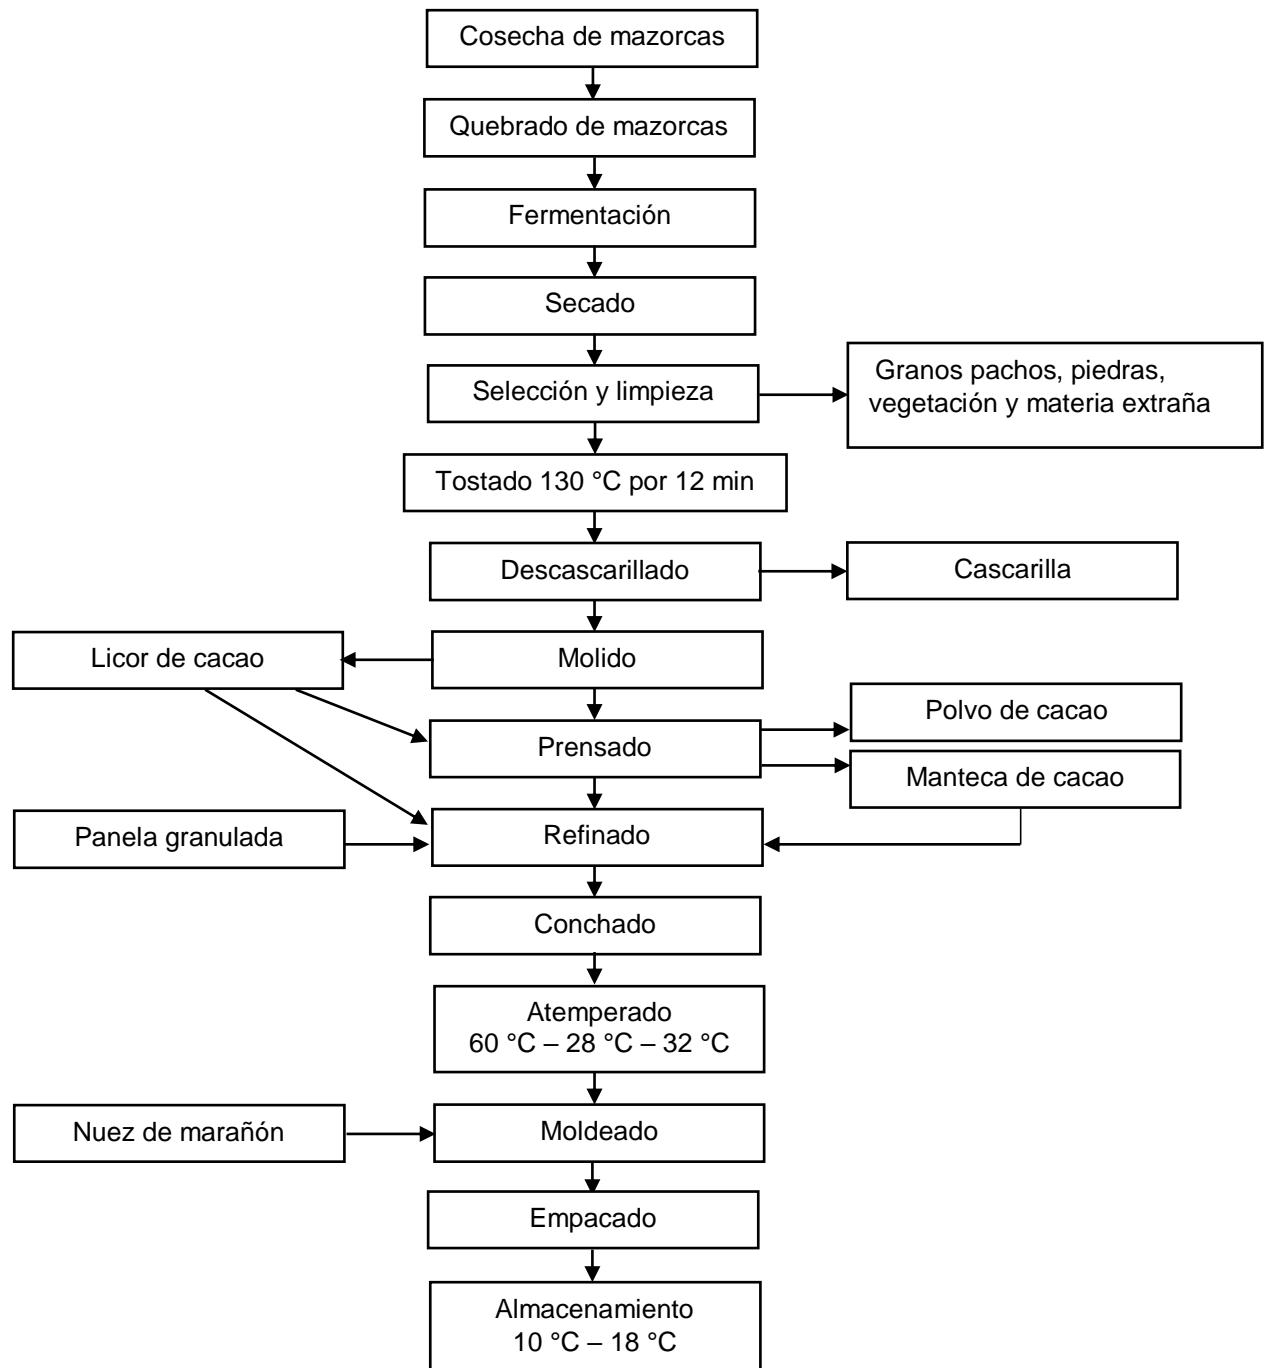 Cosecha de mazorcas
Quebrado de mazorcas
Fermentación
Secado
Selección y limpieza
Granos pachos, piedras,
vegetación y materia extraña
Tostado 130 °C por 12 min
Descascarillado
Cascarilla
Licor de cacao
Molido
Prensado
Polvo de cacao
Manteca de cacao
Panela granulada
Refinado
Conchado
Atemperado
60 °C – 28 °C – 32 °C
Nuez de marañón
Moldeado
Empacado
Almacenamiento
10 °C – 18 °C